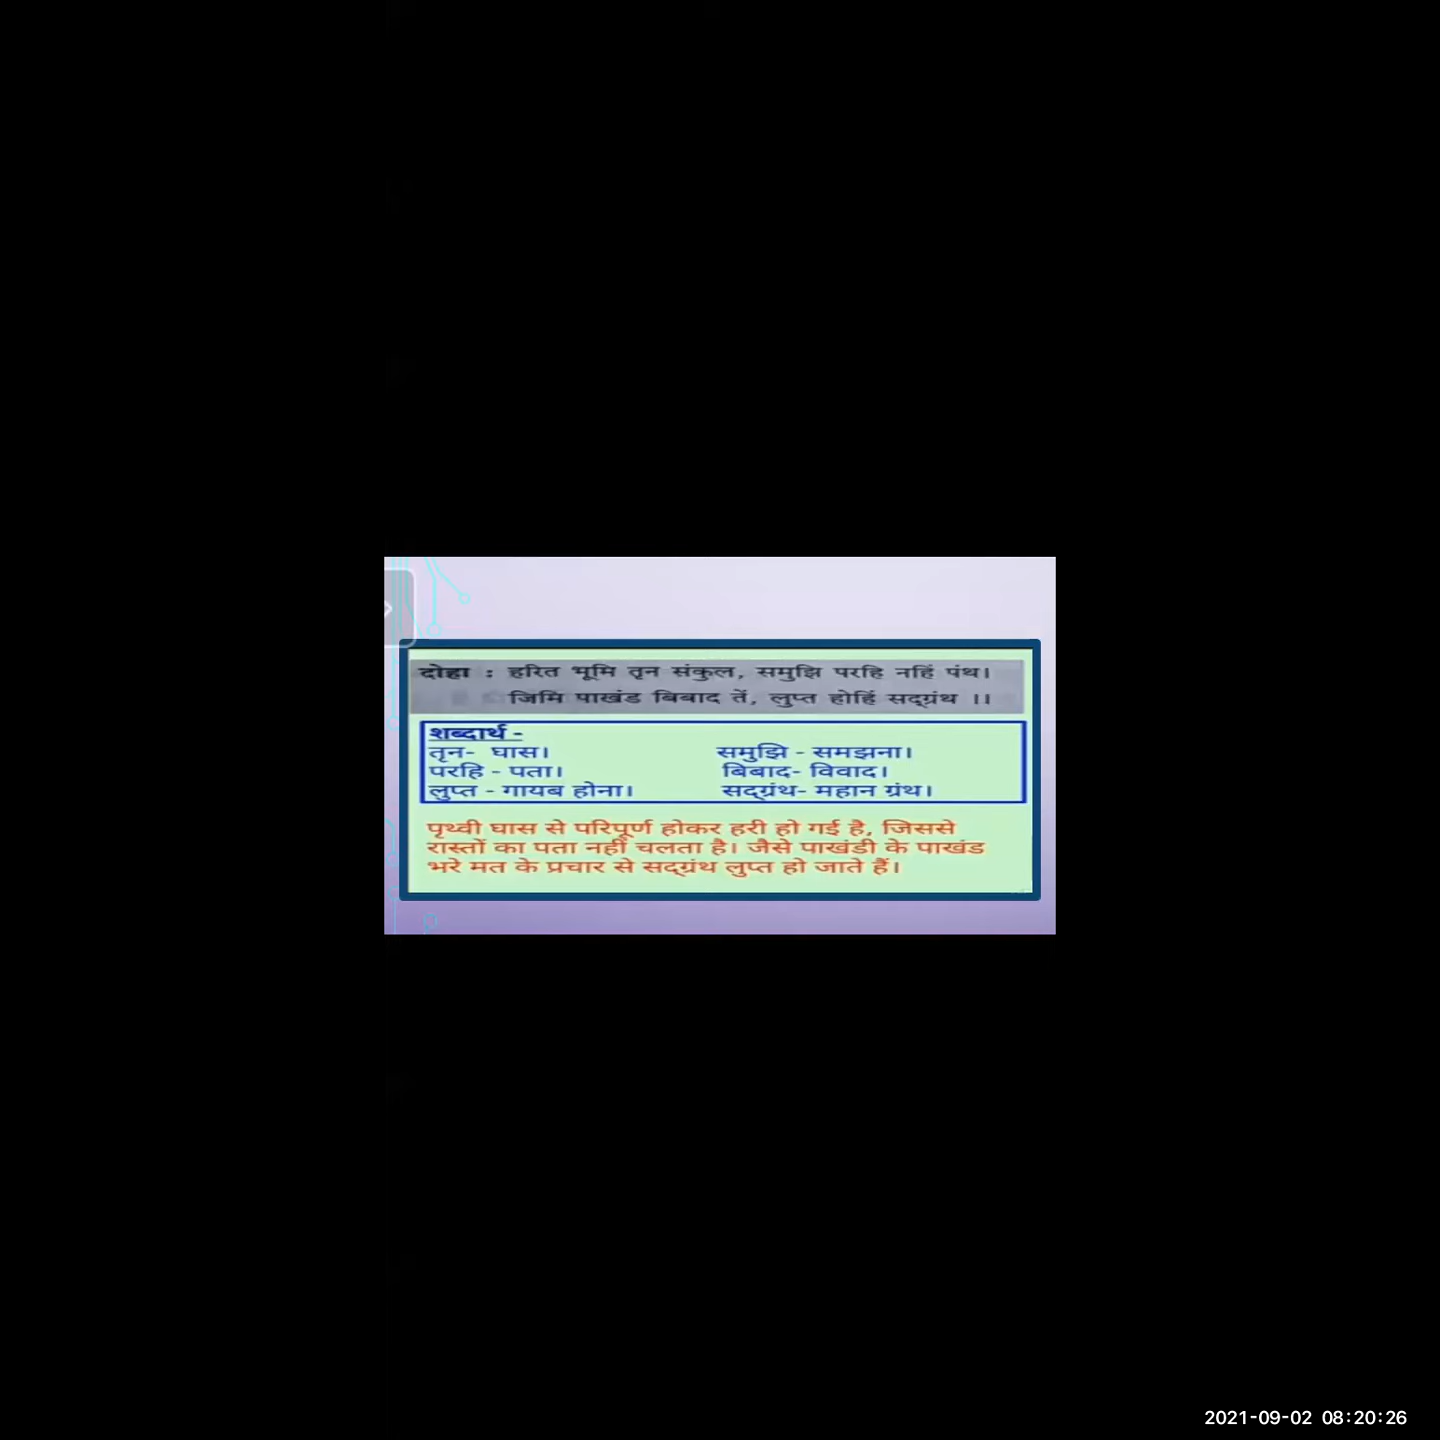 दोहा : हरित भूमि तृन संकुल, समुझि परहि नहिं पंथ।
जिमि पाखंड बिबाद तें, लुप्त होहिं सद्ग्रंथ ।।
शब्दार्थ -
तृन- घास। समुझि - समझना।
परहि - पता। बिबाद- विवाद।
लुप्त - गायब होना। सद्ग्रंथ- महान ग्रंथ।
पृथ्वी घास से परिपूर्ण होकर हरी हो गई है, जिससे
रास्तों का पता नहीं चलता है। जैसे पाखंडी के पाखंड
भरे मत के प्रचार से सद्ग्रंथ लुप्त हो जाते हैं।
2021-09-02 08:20:26